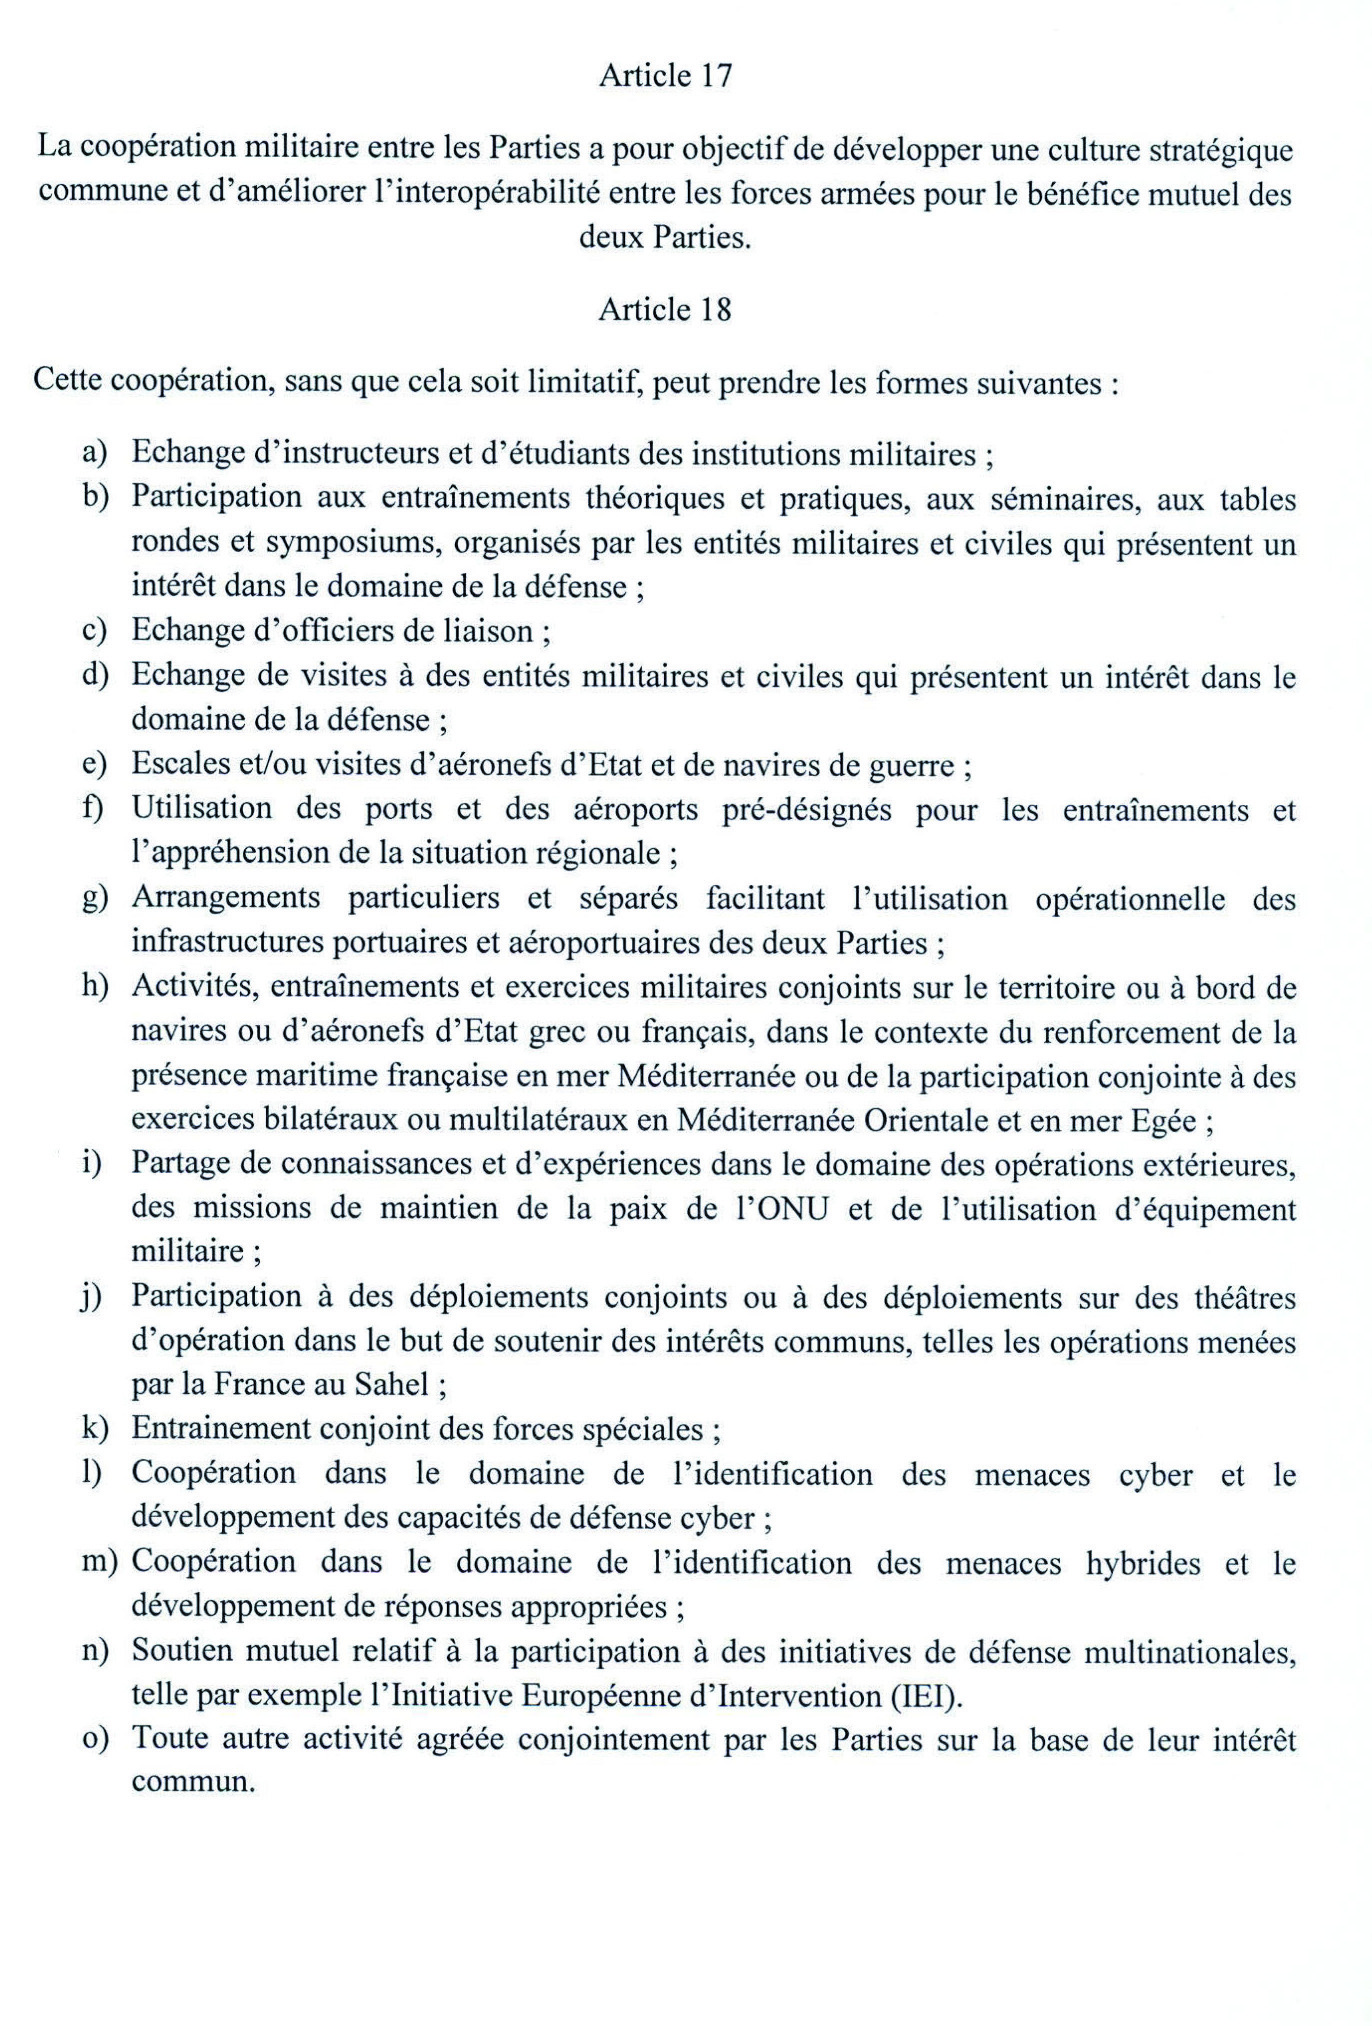 Article 17
La coopération militaire entre les Parties a pour objectif de développer une culture stratégique
commune et d’améliorer l’interopérabilité entre les forces armées pour le bénéfice mutuel des
deux Parties.
Article 18
Cette coopération, sans que cela soit limitatif, peut prendre les formes suivantes :
a) Echange d’instructeurs et d’étudiants des institutions militaires ;
b) Participation aux entraînements théoriques et pratiques, aux séminaires, aux tables
rondes et symposiums, organisés par les entités militaires et civiles qui présentent un
intérêt dans le domaine de la défense ;
c) Echange d’officiers de liaison ;
d) Echange de visites à des entités militaires et civiles qui présentent un intérêt dans le
domaine de la défense ;
e) Escales et/ou visites d’aéronefs d’Etat et de navires de guerre ;
f) Utilisation des ports et des aéroports pré-désignés pour les entraînements et
l’appréhension de la situation régionale ;
g) Arrangements particuliers et séparés facilitant l’utilisation opérationnelle des
infrastructures portuaires et aéroportuaires des deux Parties ;
h) Activités, entraînements et exercices militaires conjoints sur le territoire ou à bord de
navires ou d’aéronefs d’Etat grec ou français, dans le contexte du renforcement de la
présence maritime française en mer Méditerranée ou de la participation conjointe à des
exercices bilatéraux ou multilatéraux en Méditerranée Orientale et en mer Egée ;
i) Partage de connaissances et d’expériences dans le domaine des opérations extérieures,
des missions de maintien de la paix de l’ONU et de l’utilisation d’équipement
militaire ;
j) Participation à des déploiements conjoints ou à des déploiements sur des théâtres
d’opération dans le but de soutenir des intérêts communs, telles les opérations menées
par la France au Sahel ;
k) Entrainement conjoint des forces spéciales ;
l) Coopération dans le domaine de l’identification des menaces cyber et le
développement des capacités de défense cyber ;
m) Coopération dans le domaine de l’identification des menaces hybrides et le
développement de réponses appropriées ;
n) Soutien mutuel relatif à la participation à des initiatives de défense multinationales,
telle par exemple l’Initiative Européenne d’Intervention (IEI).
o) Toute autre activité agréée conjointement par les Parties sur la base de leur intérêt
commun.